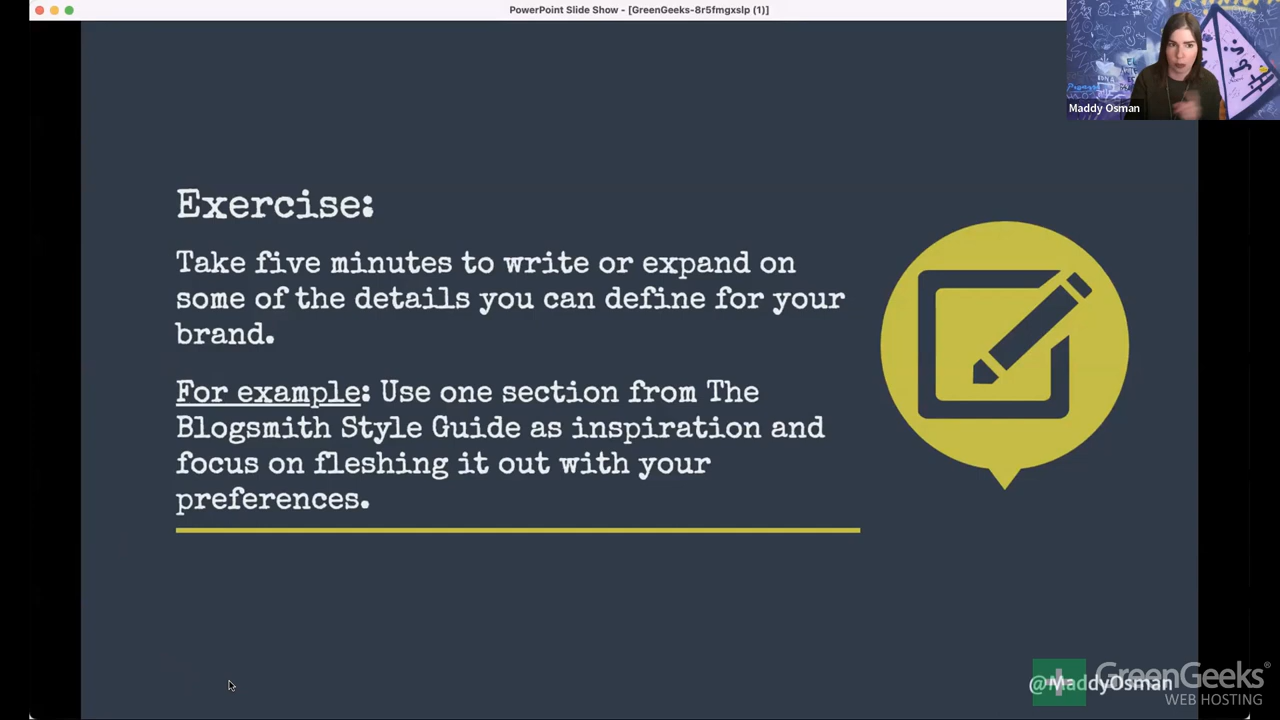 PowerPoint Slide Show - [GreenGeeks-8r5fmgxslp (1)]
Maddy Osman
Exercise:
Take five minutes to write or expand on
some of the details you can define for your
brand.
For example: Use one section from The
Blogsmith Style Guide as inspiration and
focus on fleshing it out with your
preferences.
@MaddyOsman
GreenGeeks®
WEB HOSTING